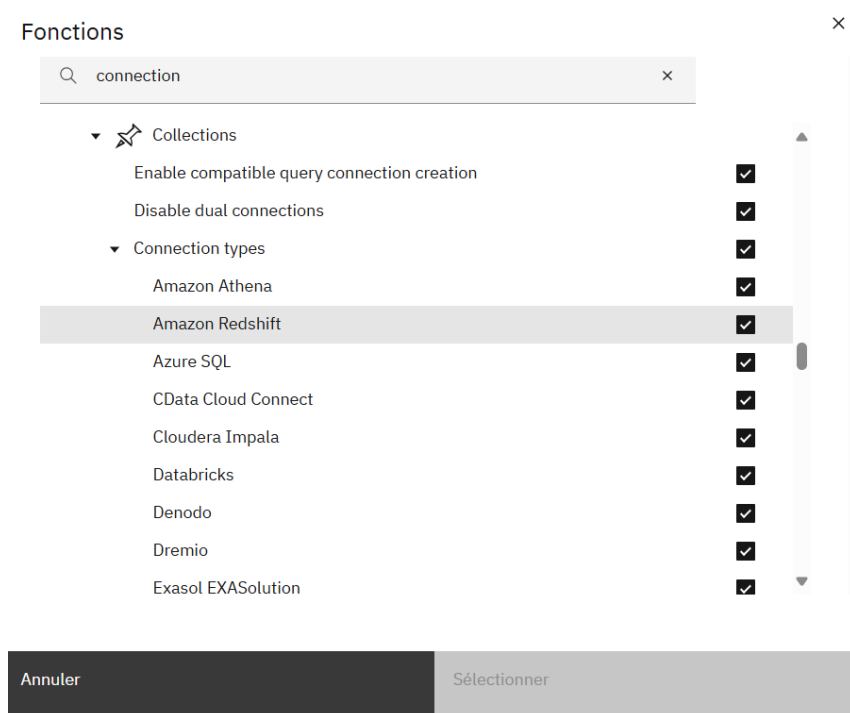 Fonctions
connection
Collections
Enable compatible query connection creation
Disable dual connections
Connection types
Amazon Athena
Amazon Redshift
Azure SQL
CData Cloud Connect
Cloudera Impala
Databricks
Denodo
Dremio
Exasol EXASolution
Annuler
Sélectionner